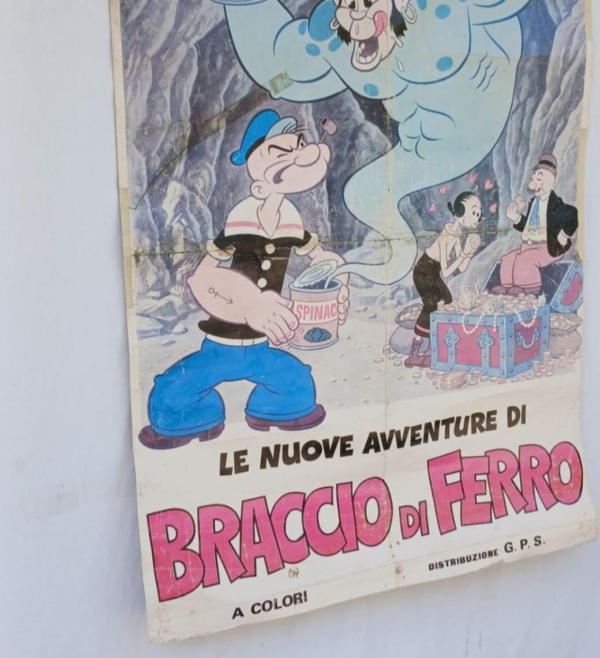 SPINAC
LE NUOVE AVVENTURE DI
BRACCIO DI FERRO
DISTRIBUZIONE G. P. S.
A COLORI